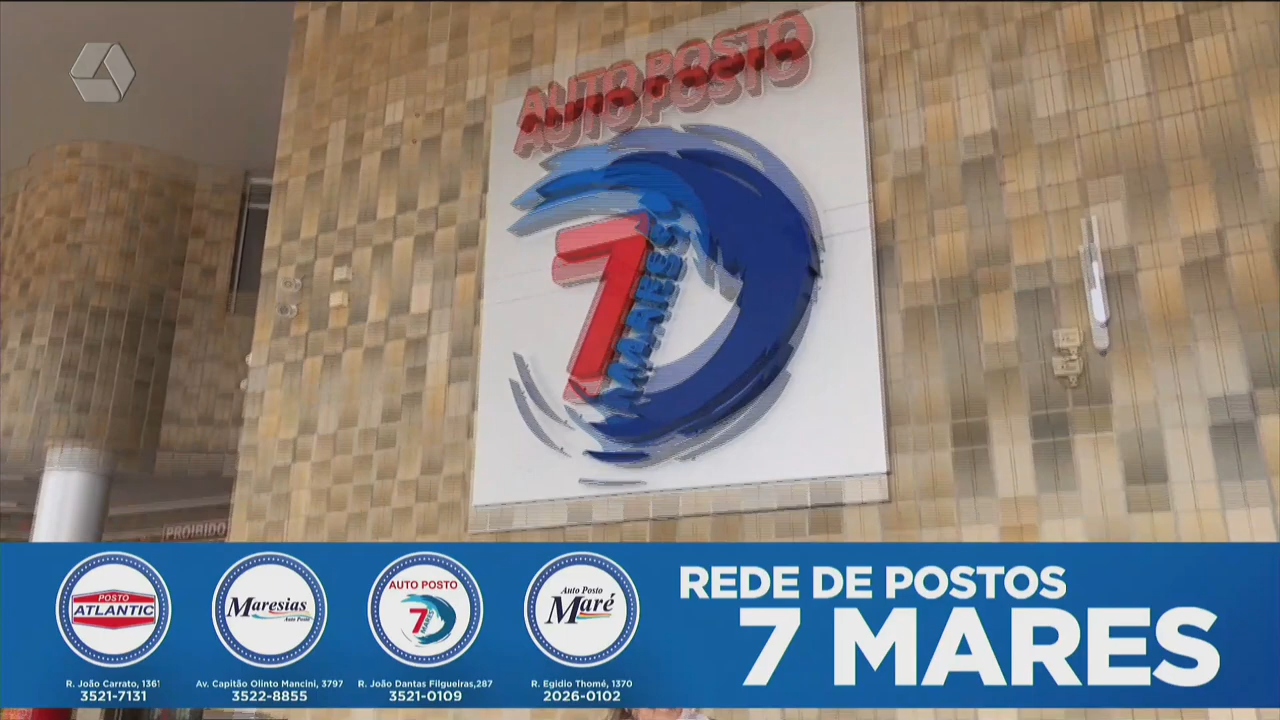 AUTO POSTO
7
MARES
PROIBIDO
POSTO
ATLANTIC
R. João Carrato, 1361
3521-7131
Maresias
Auto Posto
Av. Capitão Olinto Mancini, 3797
3522-8855
AUTO POSTO
7
MARES
R. João Dantas Filgueiras,287
3521-0109
Auto Posto
Maré
R. Egidio Thomé, 1370
2026-0102
REDE DE POSTOS
7 MARES